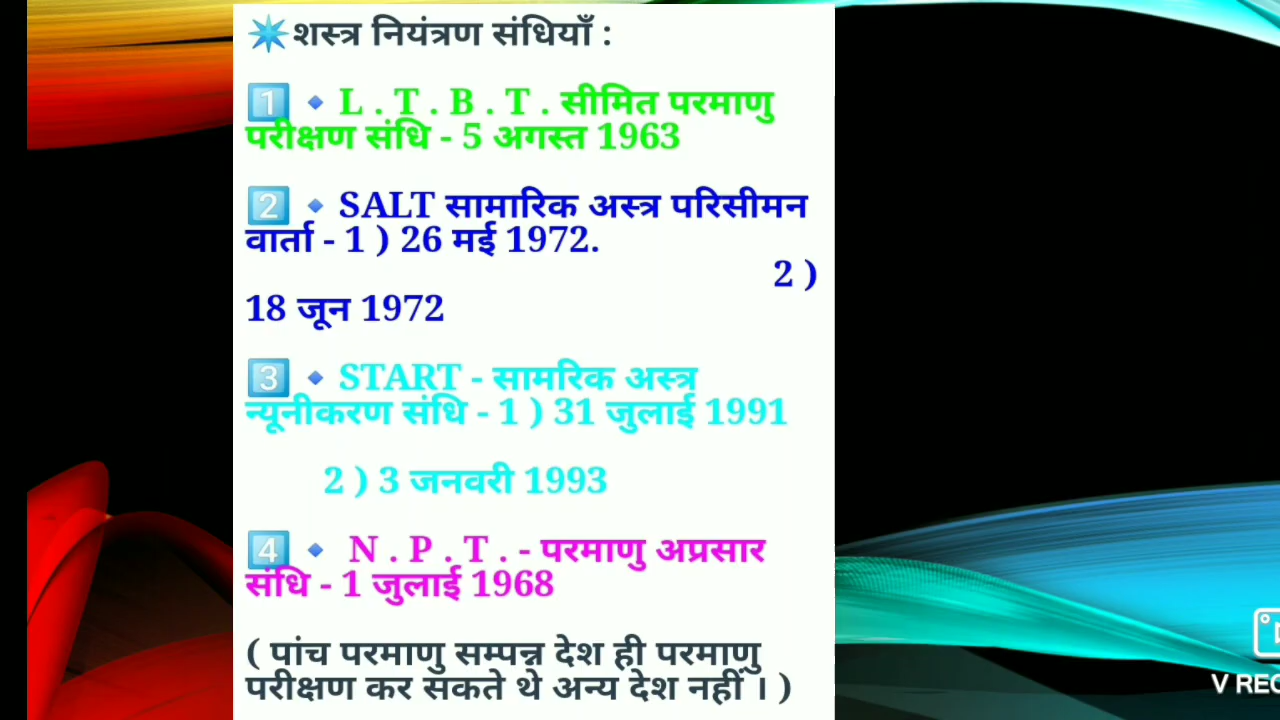 शस्त्र नियंत्रण संधियाँ :
1 🔹 L . T . B . T . सीमित परमाणु
परीक्षण संधि - 5 अगस्त 1963
2 🔹 SALT सामारिक अस्त्र परिसीमन
वार्ता - 1 ) 26 मई 1972.
2 )
18 जून 1972
3 🔹 START - सामरिक अस्त्र
न्यूनीकरण संधि - 1 ) 31 जुलाई 1991
2 ) 3 जनवरी 1993
4 🔹 N . P . T . - परमाणु अप्रसार
संधि - 1 जुलाई 1968
( पांच परमाणु सम्पन्न देश ही परमाणु
परीक्षण कर सकते थे अन्य देश नहीं । )
V REC